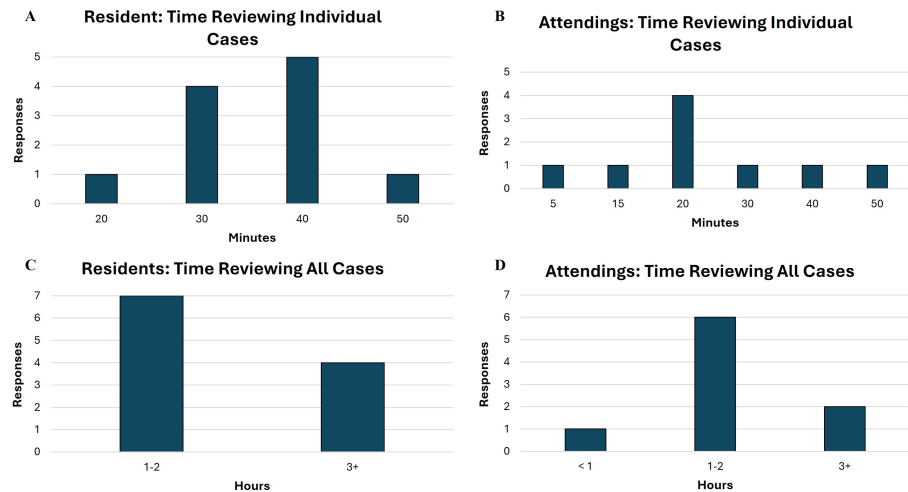 A
Resident: Time Reviewing Individual
Cases
5
4
3
2
1
0
Responses
20 30 40 50
Minutes
B
Attendings: Time Reviewing Individual
Cases
5
4
3
2
1
0
Responses
5 15 20 30 40 50
Minutes
C
Residents: Time Reviewing All Cases
7
6
5
4
3
2
1
0
Responses
1-2 3+
Hours
D
Attendings: Time Reviewing All Cases
7
6
5
4
3
2
1
0
Responses
< 1 1-2 3+
Hours